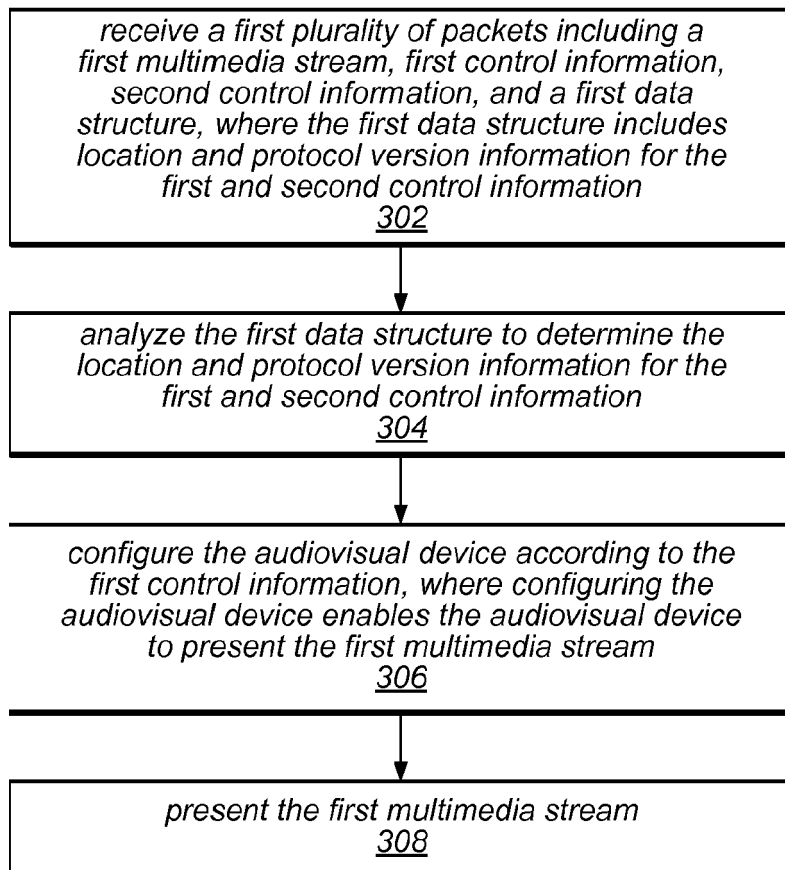 receive a first plurality of packets including a
first multimedia stream, first control information,
second control information, and a first data
structure, where the first data structure includes
location and protocol version information for the
first and second control information
302
analyze the first data structure to determine the
location and protocol version information for the
first and second control information
304
configure the audiovisual device according to the
first control information, where configuring the
audiovisual device enables the audiovisual device
to present the first multimedia stream
306
present the first multimedia stream
308